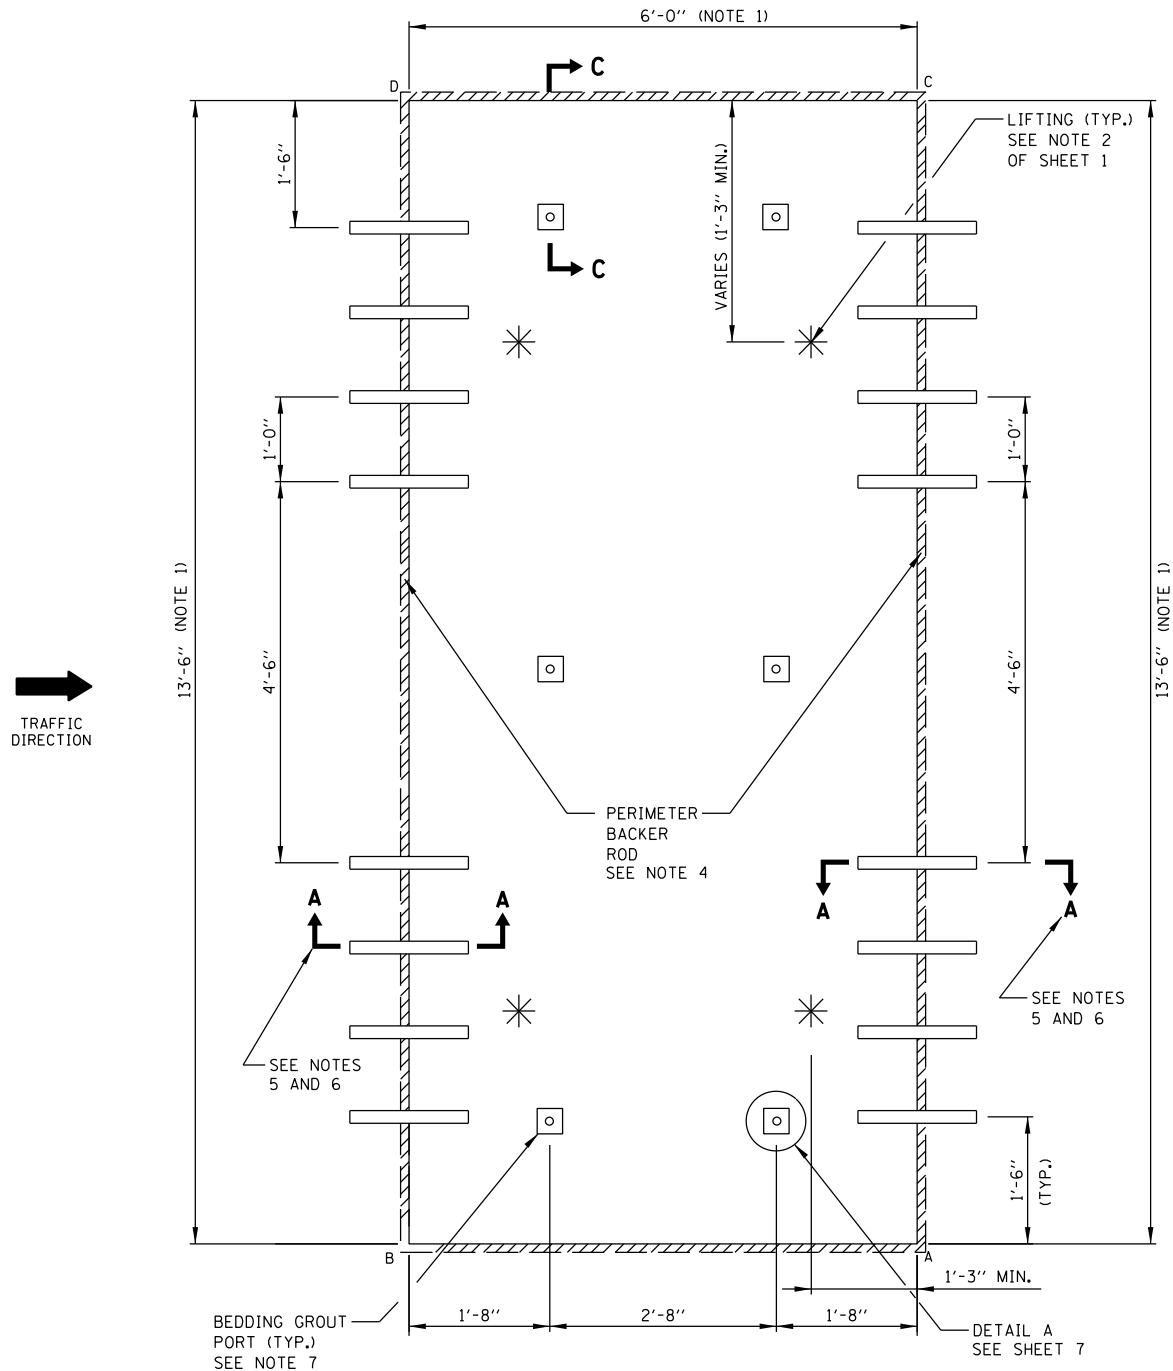 6'-0" (NOTE 1)
D
C
C
LIFTING (TYP.)
SEE NOTE 2
OF SHEET 1
1'-6"
VARIES (1'-3" MIN.)
C
1'-0"
1'-0"
13'-6" (NOTE 1)
4'-6"
4'-6"
13'-6" (NOTE 1)
TRAFFIC
DIRECTION
PERIMETER
BACKER
ROD
SEE NOTE 4
A
A
A
A
SEE NOTES
5 AND 6
SEE NOTES
5 AND 6
1'-6"
(TYP.)
B
A
1'-3" MIN.
1'-8"
2'-8"
1'-8"
BEDDING GROUT
PORT (TYP.)
SEE NOTE 7
DETAIL A
SEE SHEET 7